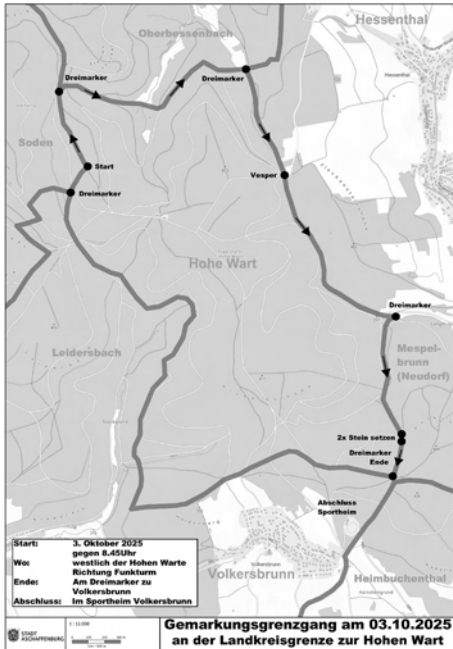 Hessenthal
Oberbessenbach
Hessenthal
Dreimarker
Dreimarker
Soden
Start
Vesper
Dreimarker
Hohe Wart
Dreimarker
Leidersbach
Mespel-
brunn
(Neudorf)
2x Stein setzen
Dreimarker
Ende
Abschluss
Sportheim
Volkersbrunn
Volkersbrunn
Heimbuchenthal
Start: 3. Oktober 2025
gegen 8.45Uhr
Wo: westlich der Hohen Warte
Richtung Funkturm
Ende: Am Dreimarker zu
Volkersbrunn
Abschluss: Im Sportheim Volkersbrunn
STADT
ASCHAFFENBURG
Gemarkungsgrenzgang am 03.10.2025
an der Landkreisgrenze zur Hohen Wart